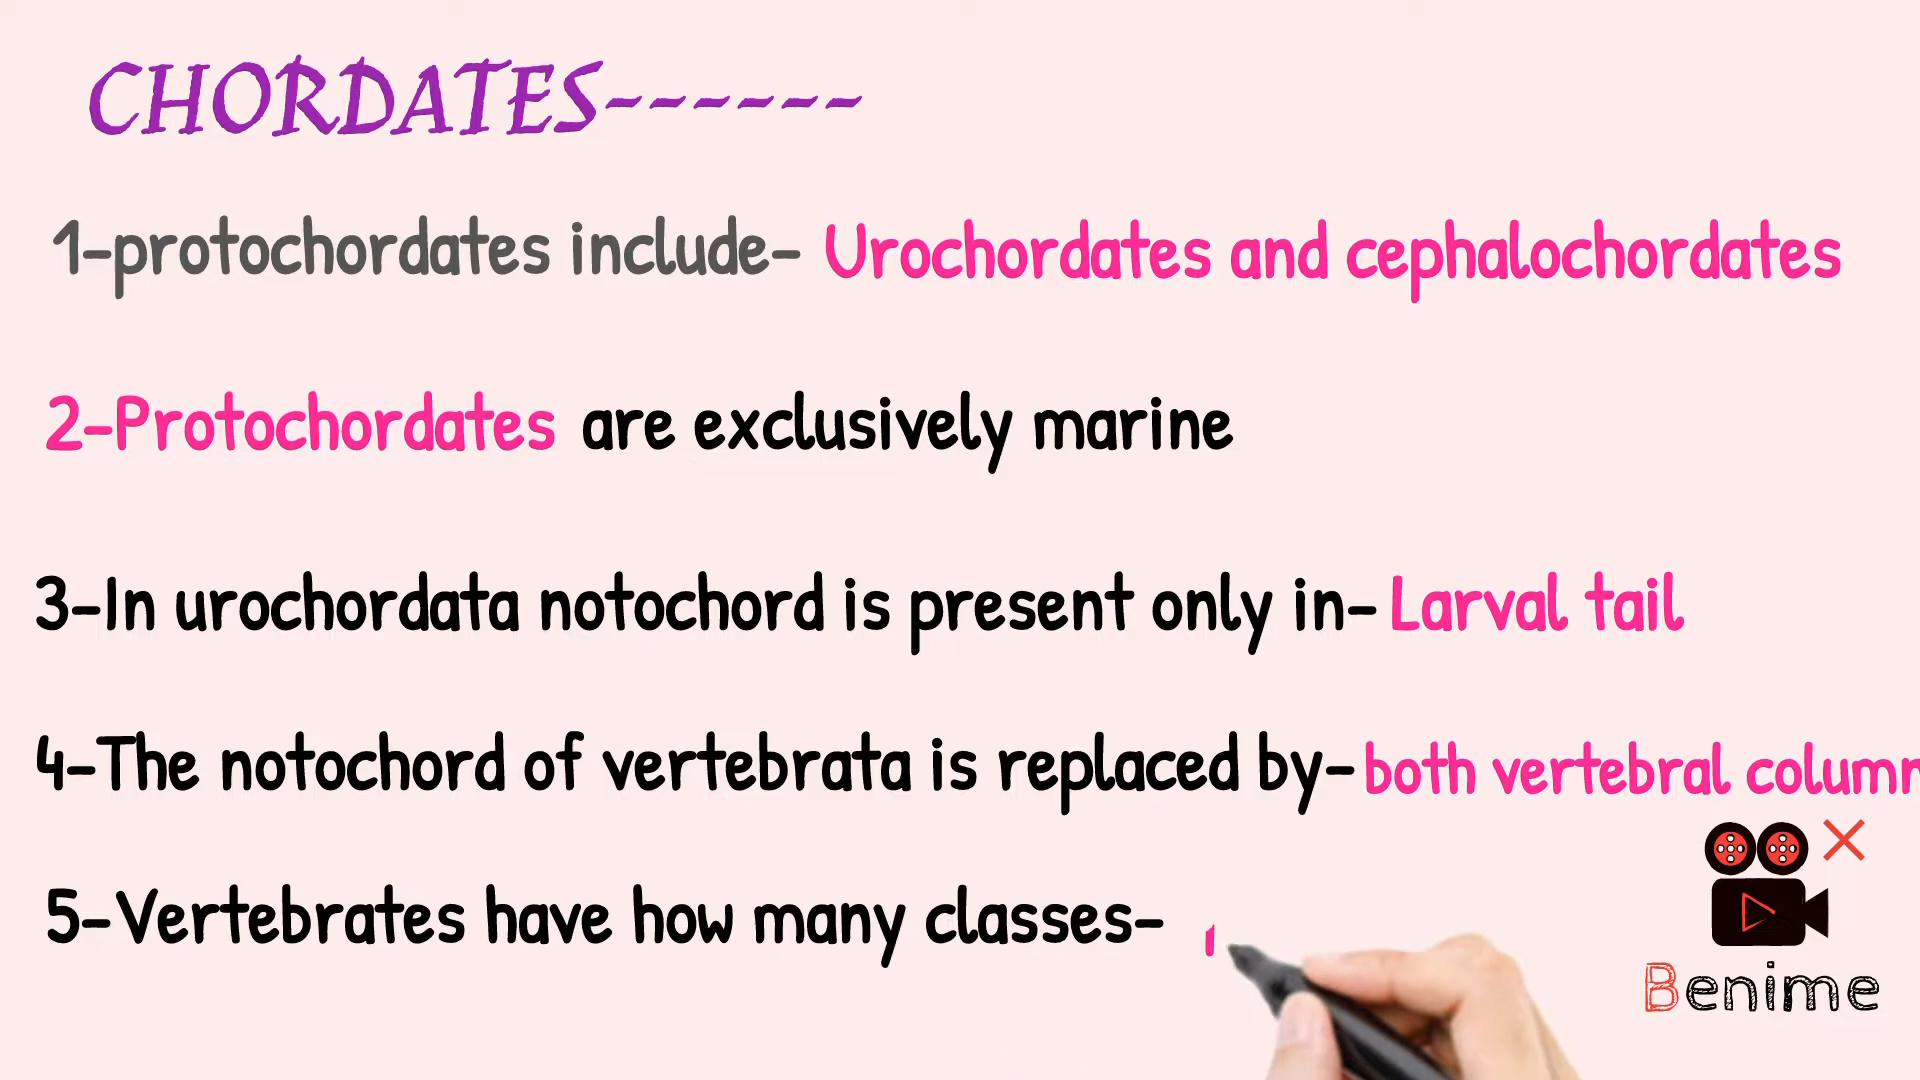 CHORDATES------
1-protochordates include- Urochordates and cephalochordates
2-Protochordates are exclusively marine
3-In urochordata notochord is present only in- Larval tail
4-The notochord of vertebrata is replaced by- both vertebral column
5-Vertebrates have how many classes-
Benime